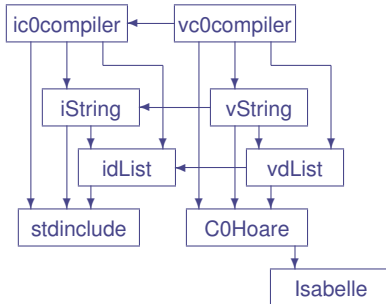 ic0compiler vc0compiler
iString vString
idList vdList
stdinclude C0Hoare
Isabelle